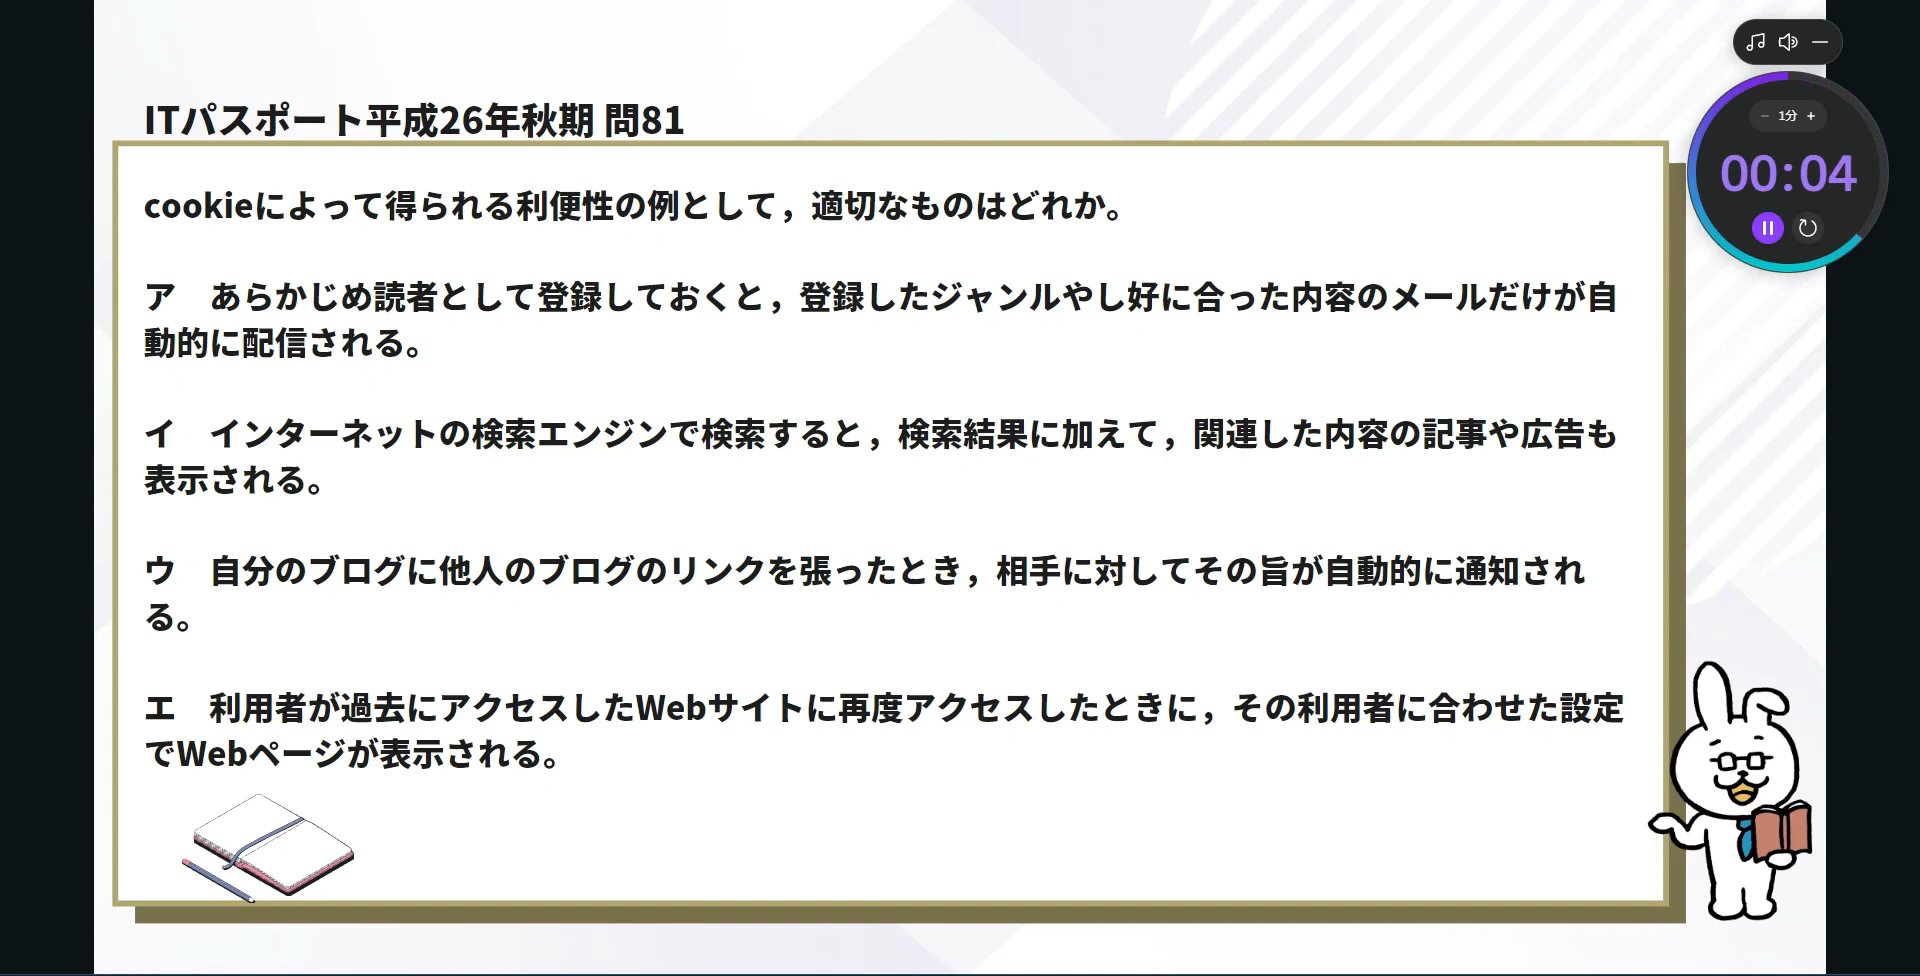 ITパスポート平成26年秋期 問81
− 1分 +
00:04
cookieによって得られる利便性の例として，適切なものはどれか。
ア　あらかじめ読者として登録しておくと，登録したジャンルやし好に合った内容のメールだけが自
動的に配信される。
イ　インターネットの検索エンジンで検索すると，検索結果に加えて，関連した内容の記事や広告も
表示される。
ウ　自分のブログに他人のブログのリンクを張ったとき，相手に対してその旨が自動的に通知され
る。
エ　利用者が過去にアクセスしたWebサイトに再度アクセスしたときに，その利用者に合わせた設定
でWebページが表示される。